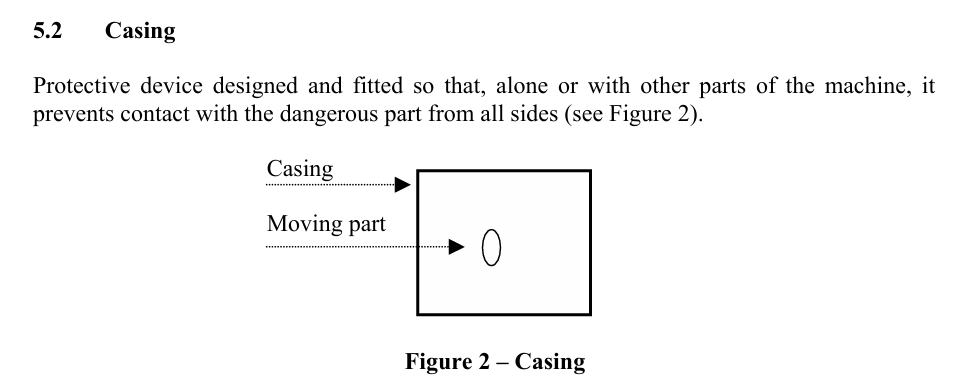 5.2 Casing
Protective device designed and fitted so that, alone or with other parts of the machine, it
prevents contact with the dangerous part from all sides (see Figure 2).
Casing
Moving part
Figure 2 – Casing